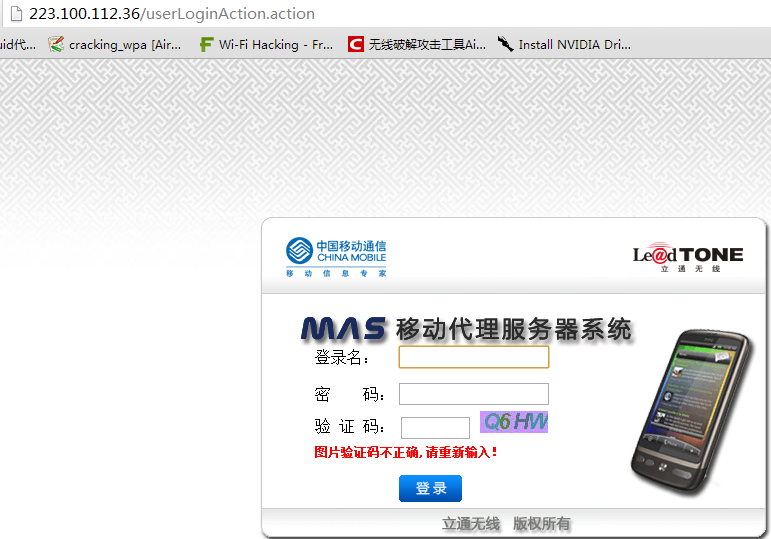 223.100.112.36/userLoginAction.action
uid代... cracking_wpa [Air... Wi-Fi Hacking - Fr... 无线破解攻击工具Ai... Install NVIDIA Dri...
中国移动通信
CHINA MOBILE
移动信息专家
Le@dTONE
立通无线
MAS 移动代理服务器系统
登录名:
密 码:
验 证 码:
Q6HW
图片验证码不正确,请重新输入!
登 录
立通无线 版权所有